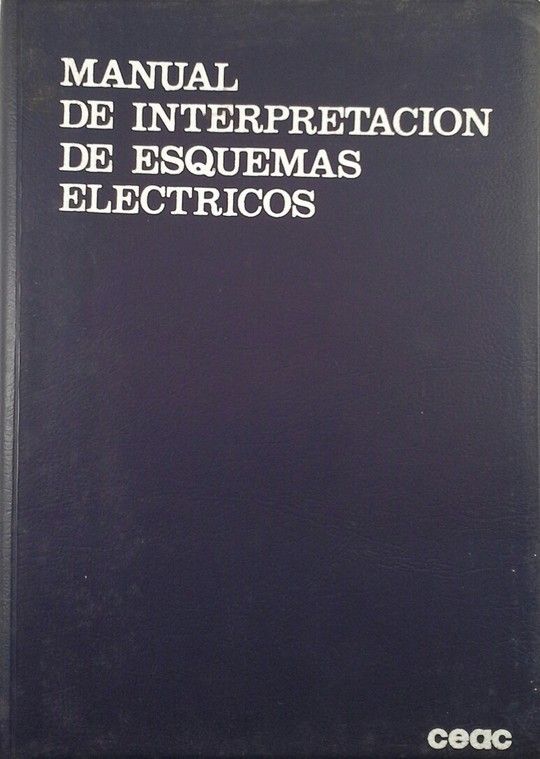 MANUAL
DE INTERPRETACION
DE ESQUEMAS
ELECTRICOS
ceac